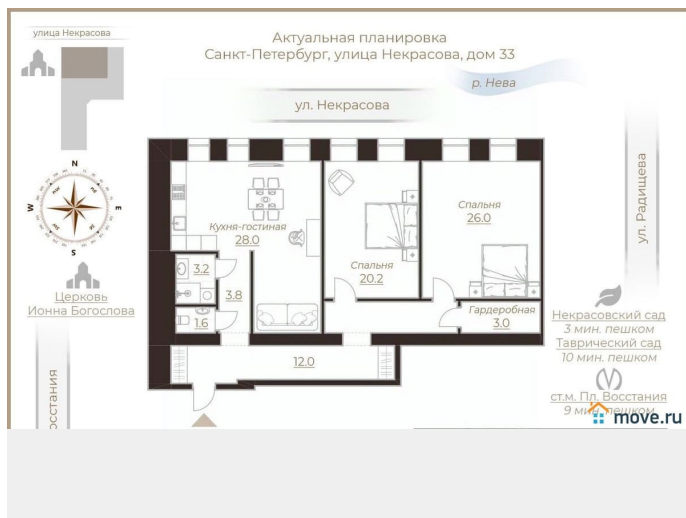 улица Некрасова
Актуальная планировка
Санкт-Петербург, улица Некрасова, дом 33
р. Нева
ул. Некрасова
N
W
E
S
ул. Радищева
Кухня-гостиная
28.0
Спальня
20.2
Спальня
26.0
3.2
3.8
1.6
Гардеробная
3.0
12.0
Церковь
Ионна Богослова
Некрасовский сад
3 мин. пешком
Таврический сад
10 мин. пешком
ст.м. Пл. Восстания
9 мин. пешком
move.ru